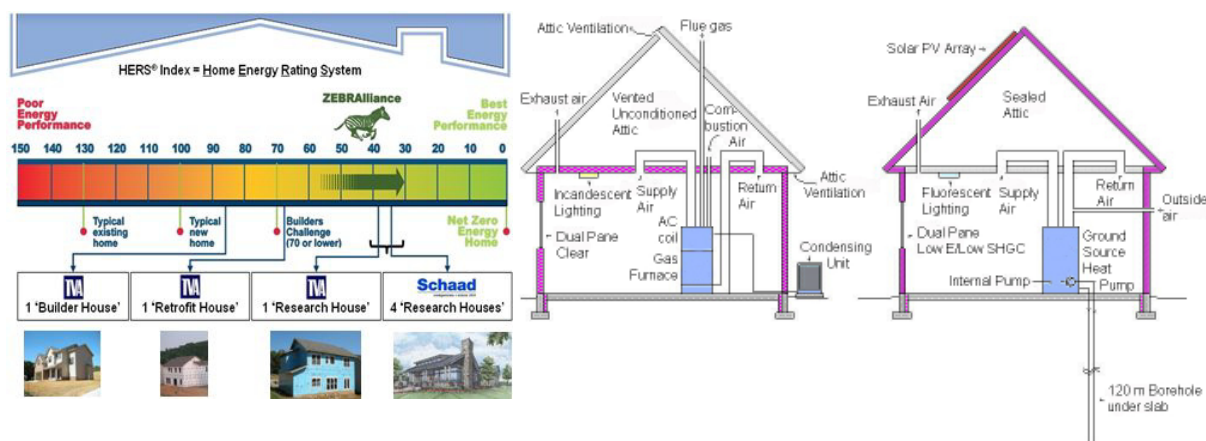 HERS® Index = Home Energy Rating System
Poor
Energy
Performance
ZEBRAlliance
Best
Energy
Performance
150 140 130 120 110 100 90 80 70 60 50 40 30 20 10 0
Typical
existing
home
Typical
new
home
Builders
Challenge
(70 or lower)
Net Zero
Energy
Home
TVA
1 'Builder House'
TVA
1 'Retrofit House'
TVA
1 'Research House'
Schaad
4 'Research Houses'
Flue gas
Attic Ventilation
Exhaust air
Vented
Unconditioned
Attic
Com-
bustion
Air
Incandescent
Lighting
Supply
Air
Return
Air
Attic
Ventilation
Dual Pane
Clear
AC
coil
Gas
Furnace
Condensing
Unit
Solar PV Array
Exhaust Air
Sealed
Attic
Fluorescent
Lighting
Supply
Air
Return
Air
Outside
air
Dual Pane
Low E/Low SHGC
Ground
Source
Heat
Pump
Internal Pump
120 m Borehole
under slab